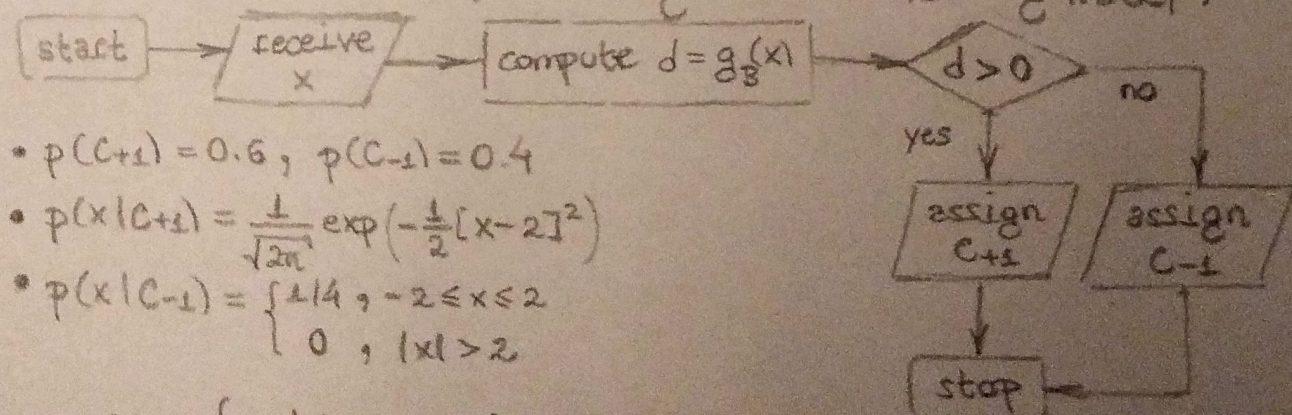 start
receive
x
compute d = g_B(x)
d > 0
yes
no
• p(C+1) = 0.6, p(C-1) = 0.4
• p(x|C+1) = 1/√2π exp(-1/2 [x-2]²)
• p(x|C-1) = { 1/4, -2 ≤ x ≤ 2
0, |x| > 2
assign
C+1
assign
C-1
stop